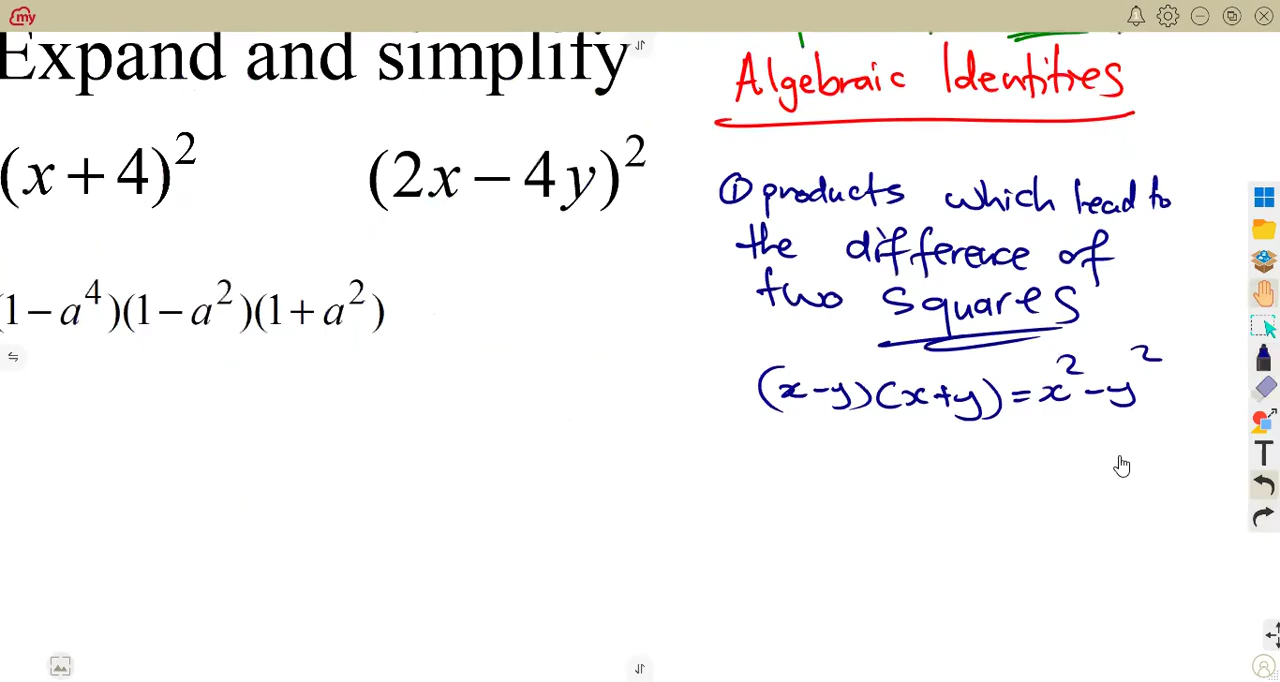 my
Expand and simplify
(x + 4)²
(2x − 4y)²
(1 − a⁴)(1 − a²)(1 + a²)
Algebraic Identities
① products which lead to
the difference of
two squares
(x-y)(x+y) = x² - y²
T